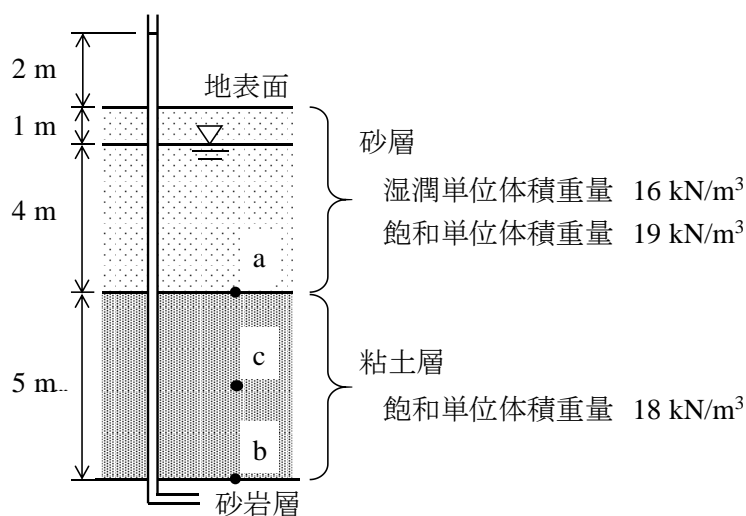 2 m
地表面
1 m
砂層
湿潤単位体積重量 16 kN/m³
4 m
飽和単位体積重量 19 kN/m³
a
粘土層
c
5 m
飽和単位体積重量 18 kN/m³
b
砂岩層